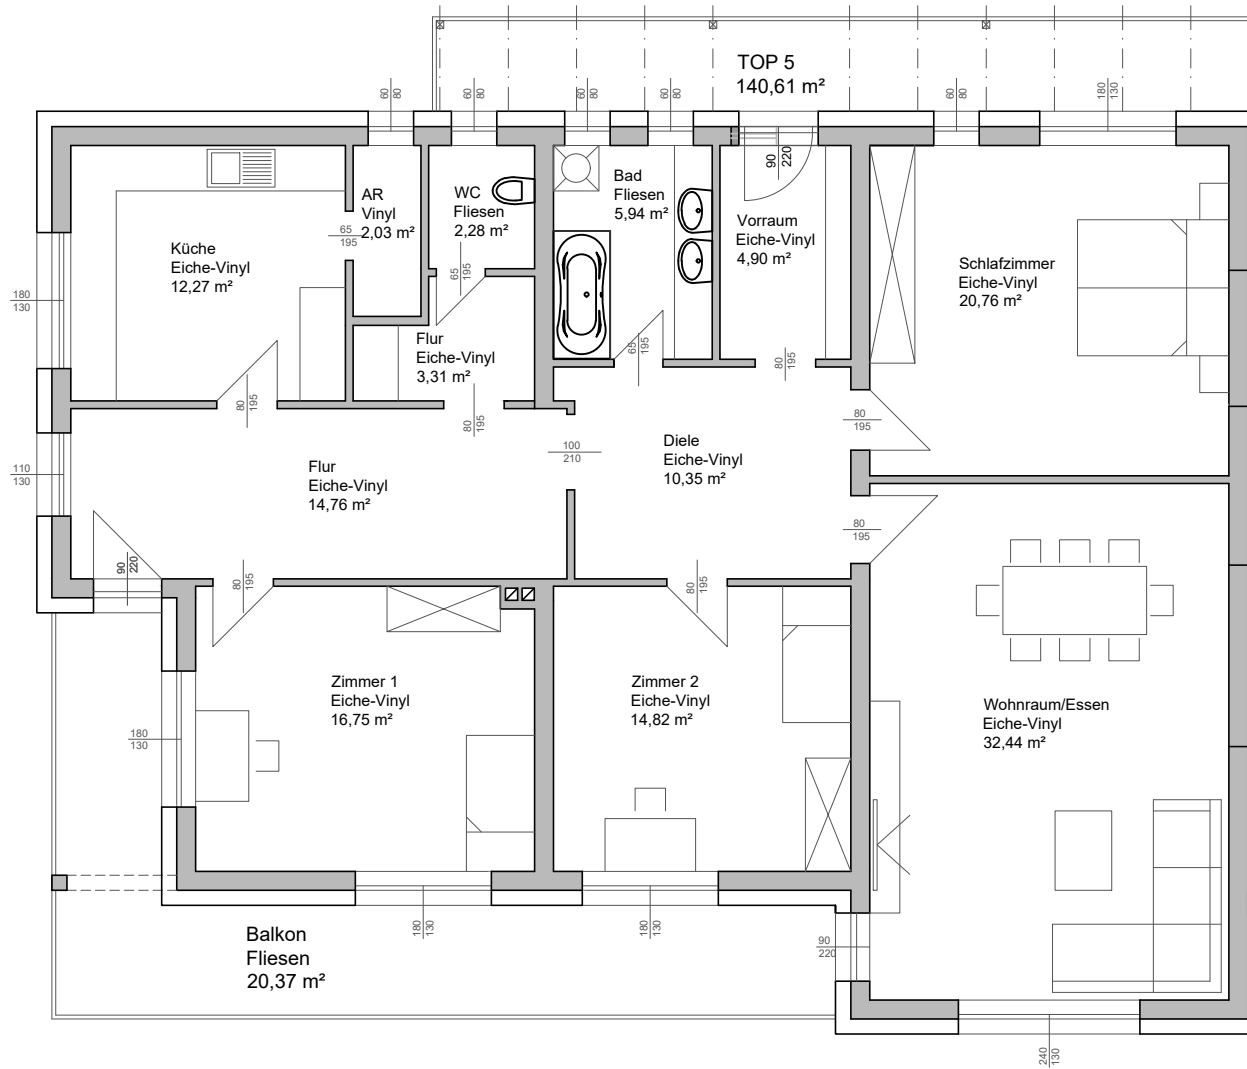 TOP 5
140,61 m²
60
80
60
80
60
80
60
80
60
80
180
130
90
220
AR
Vinyl
2,03 m²
WC
Fliesen
2,28 m²
Bad
Fliesen
5,94 m²
Vorraum
Eiche-Vinyl
4,90 m²
Küche
Eiche-Vinyl
12,27 m²
65
195
65
195
Schlafzimmer
Eiche-Vinyl
20,76 m²
180
130
Flur
Eiche-Vinyl
3,31 m²
65
195
80
195
80
195
80
195
80
195
110
130
Flur
Eiche-Vinyl
14,76 m²
100
210
Diele
Eiche-Vinyl
10,35 m²
80
195
90
220
80
195
80
195
Zimmer 1
Eiche-Vinyl
16,75 m²
Zimmer 2
Eiche-Vinyl
14,82 m²
Wohnraum/Essen
Eiche-Vinyl
32,44 m²
180
130
180
130
180
130
90
220
Balkon
Fliesen
20,37 m²
240
130